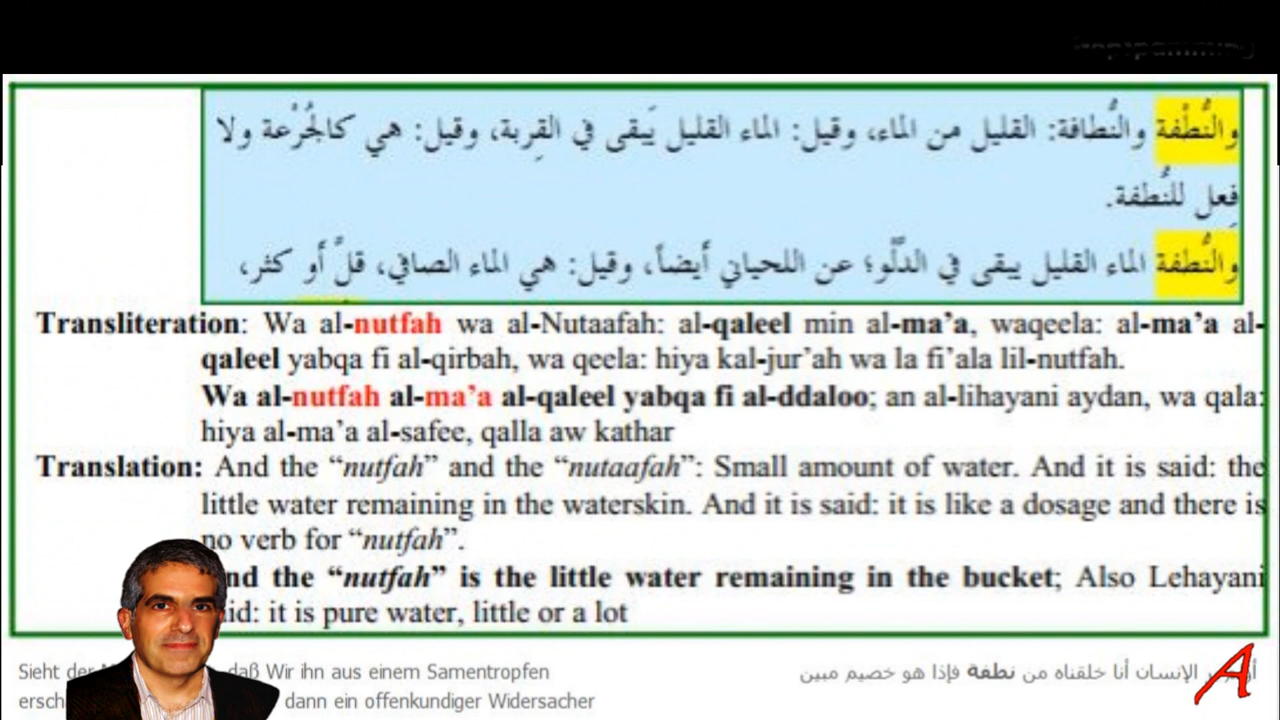 والنُّطْفة والنُّطافة: القليل من الماء، وقيل: الماء القليل يَبقى في القِربة، وقيل: هي كالجُرْعة ولا
فِعل للنُّطفة.
والنُّطفة الماء القليل يبقى في الدَّلْو؛ عن اللحياني أَيضاً، وقيل: هي الماء الصافي، قلَّ أَو كثر،
Transliteration: Wa al-nutfah wa al-Nutaafah: al-qaleel min al-ma’a, waqeela: al-ma’a al-
qaleel yabqa fi al-qirbah, wa qeela: hiya kal-jur’ah wa la fi’ala lil-nutfah.
Wa al-nutfah al-ma’a al-qaleel yabqa fi al-ddaloo; an al-lihayani aydan, wa qala:
hiya al-ma’a al-safee, qalla aw kathar
Translation: And the “nutfah” and the “nutaafah”: Small amount of water. And it is said: the
little water remaining in the waterskin. And it is said: it is like a dosage and there is
no verb for “nutfah”.
nd the “nutfah” is the little water remaining in the bucket; Also Lehayani
id: it is pure water, little or a lot
Sieht der daß Wir ihn aus einem Samentropfen
ersch dann ein offenkundiger Widersacher
الإنسان أنا خلقناه من نطفة فإذا هو خصيم مبين
A